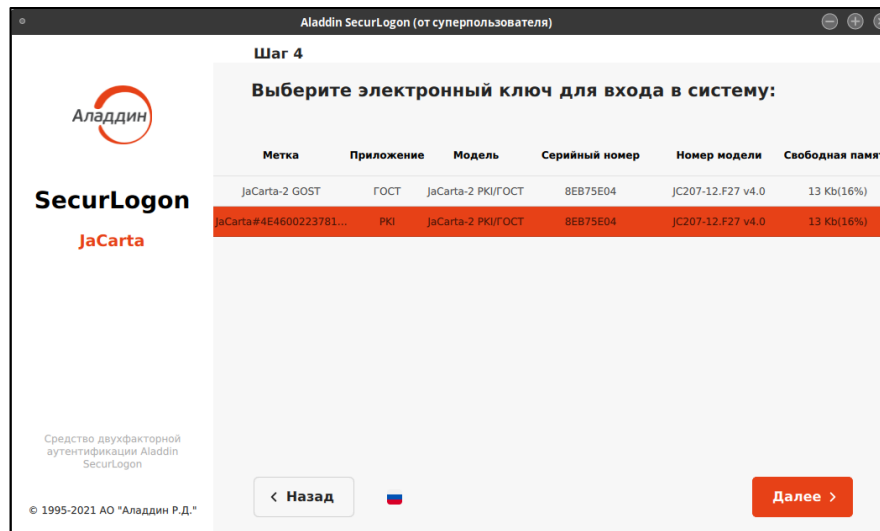 Aladdin SecurLogon (от суперпользователя)
Шаг 4
Выберите электронный ключ для входа в систему:
Аладдин
SecurLogon
JaCarta
Метка Приложение Модель Серийный номер Номер модели Свободная памят
JaCarta-2 GOST ГОСТ JaCarta-2 PKI/ГОСТ 8EB75E04 JC207-12.F27 v4.0 13 Kb(16%)
JaCarta#4E4600223781... PKI JaCarta-2 PKI/ГОСТ 8EB75E04 JC207-12.F27 v4.0 13 Kb(16%)
Средство двухфакторной
аутентификации Aladdin
SecurLogon
© 1995-2021 АО "Аладдин Р.Д."
< Назад
Далее >